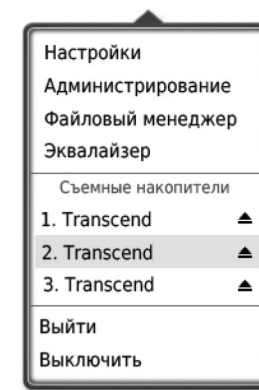 Настройки
Администрирование
Файловый менеджер
Эквалайзер
Съемные накопители
1. Transcend
2. Transcend
3. Transcend
Выйти
Выключить